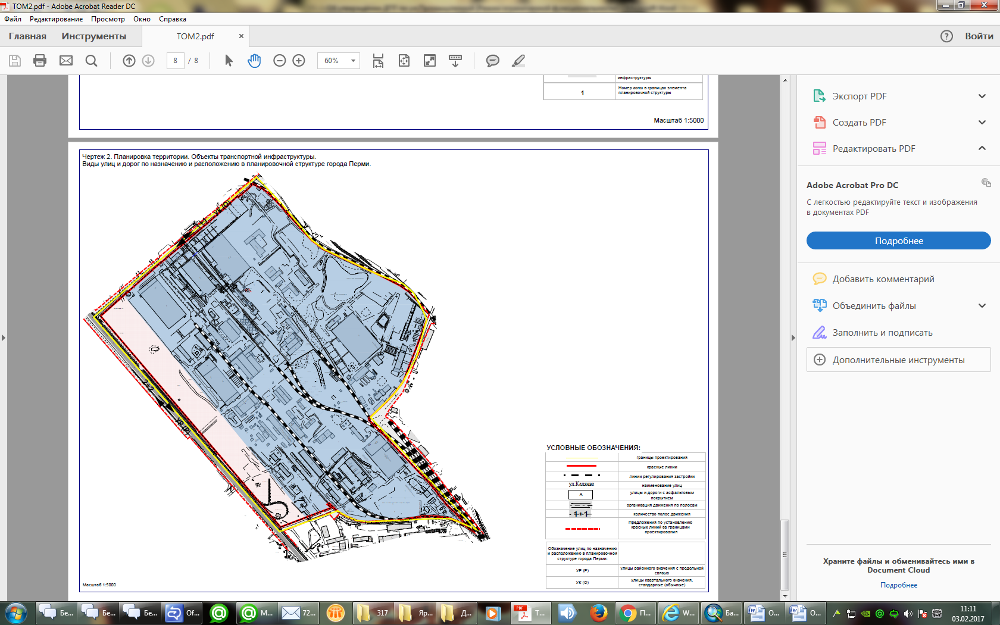 TOM2.pdf - Adobe Acrobat Reader DC
Файл Редактирование Просмотр Окно Справка
Главная Инструменты TOM2.pdf × Войти
8 / 8 60%
инфраструктуры
1 Номер зоны в границах элемента
планировочной структуры
Масштаб 1:5000
Чертеж 2. Планировка территории. Объекты транспортной инфраструктуры.
Виды улиц и дорог по назначению и расположению в планировочной структуре города Перми.
УК (О)
2+2
УР (Р)
УСЛОВНЫЕ ОБОЗНАЧЕНИЯ:
границы проектирования
красные линии
линии регулирования застройки
ул.Каляева наименование улиц
А улицы и дороги с асфальтовым
покрытием
организация движения по полосам
1+1 количество полос движения
Предложения по установлению
красных линий за границами
проектирования
Обозначение улиц по назначению
и расположению в планировочной
структуре города Перми:
УР (Р) улицы районного значения с продольной
связью
УК (О) улицы квартального значения,
стандартные (обычные)
Масштаб 1:5000
Экспорт PDF
Создать PDF
Редактировать PDF
Adobe Acrobat Pro DC
С легкостью редактируйте текст и изображения
в документах PDF
Подробнее
Добавить комментарий
Объединить файлы
Заполнить и подписать
Дополнительные инструменты
Храните файлы и обменивайтесь ими в
Document Cloud
Подробнее
Бе... Бе... Бе... Of... М... 72... 317 Яр... Д... Т... П... W... Ба... О... О...
11:11
03.02.2017